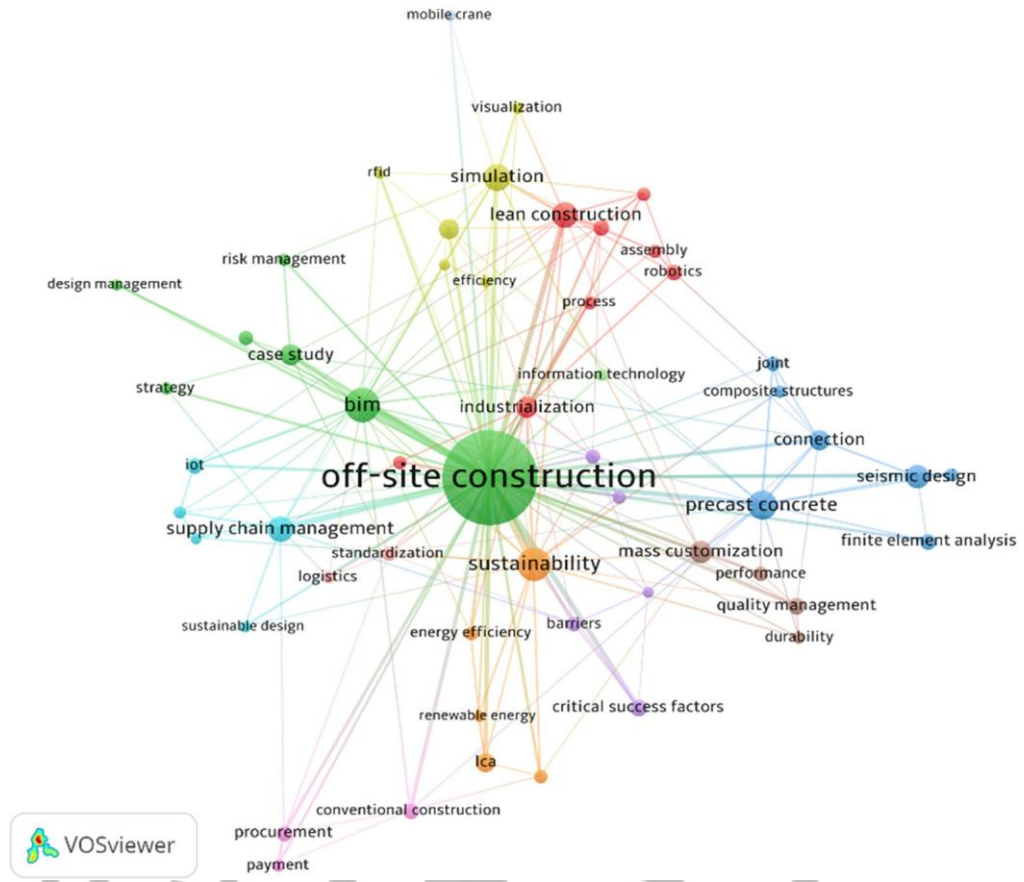 mobile crane
visualization
rfid
simulation
lean construction
assembly
risk management
robotics
design management
efficiency
process
case study
joint
information technology
strategy
composite structures
bim
industrialization
connection
iot
off-site construction
seismic design
precast concrete
supply chain management
finite element analysis
standardization
mass customization
sustainability
logistics
performance
quality management
sustainable design
barriers
energy efficiency
durability
critical success factors
renewable energy
lca
conventional construction
procurement
VOSviewer
payment